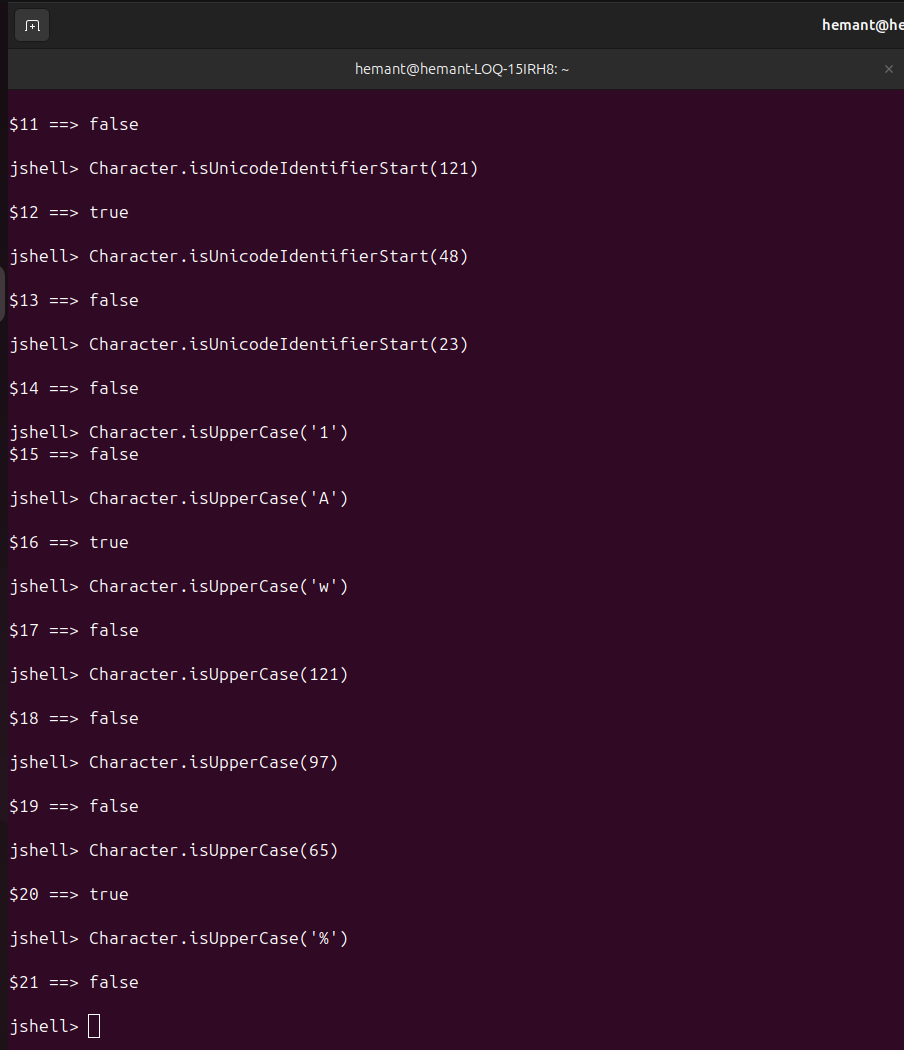 hemant@he
hemant@hemant-LOQ-15IRH8: ~
$11 ==> false
jshell> Character.isUnicodeIdentifierStart(121)
$12 ==> true
jshell> Character.isUnicodeIdentifierStart(48)
$13 ==> false
jshell> Character.isUnicodeIdentifierStart(23)
$14 ==> false
jshell> Character.isUpperCase('1')
$15 ==> false
jshell> Character.isUpperCase('A')
$16 ==> true
jshell> Character.isUpperCase('w')
$17 ==> false
jshell> Character.isUpperCase(121)
$18 ==> false
jshell> Character.isUpperCase(97)
$19 ==> false
jshell> Character.isUpperCase(65)
$20 ==> true
jshell> Character.isUpperCase('%')
$21 ==> false
jshell>